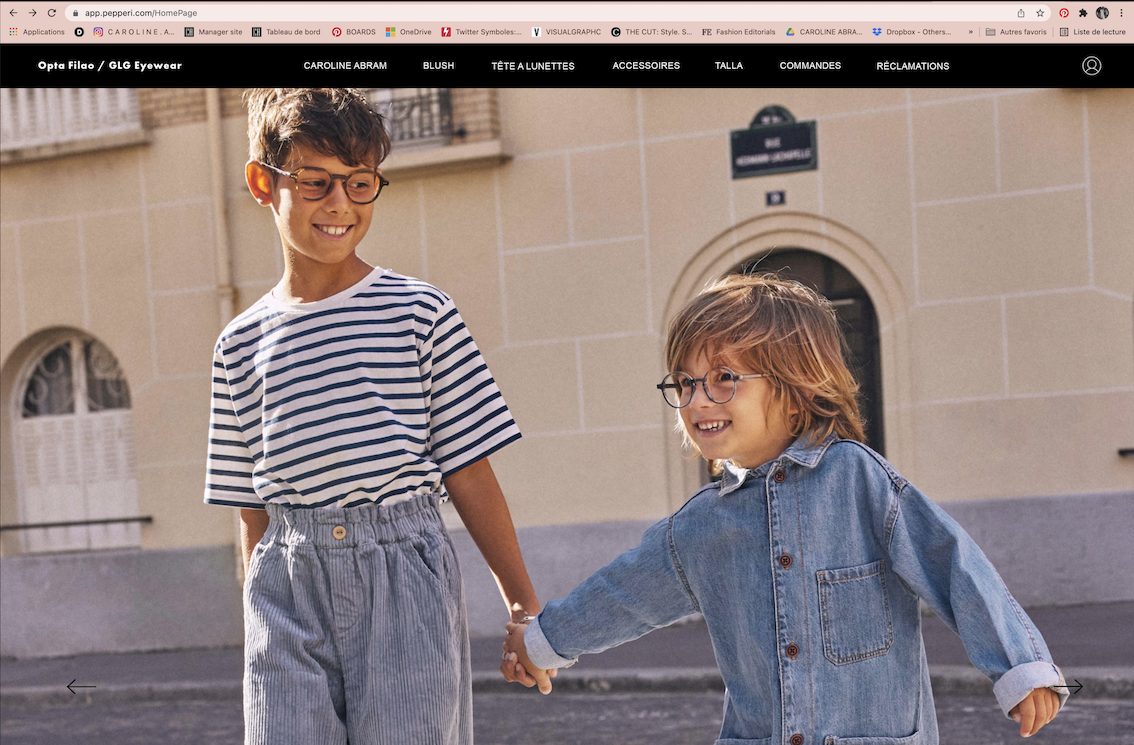 app.pepperi.com/HomePage
Applications
C A R O L I N E . A...
Manager site
Tableau de bord
BOARDS
OneDrive
Twitter Symboles:...
VISUALGRAPHC
THE CUT: Style. S...
FE Fashion Editorials
CAROLINE ABRA...
Dropbox - Others...
»
Autres favoris
Liste de lecture
Opta Filao / GLG Eyewear
CAROLINE ABRAM
BLUSH
TÊTE A LUNETTES
ACCESSOIRES
TALLA
COMMANDES
RÉCLAMATIONS
RUE